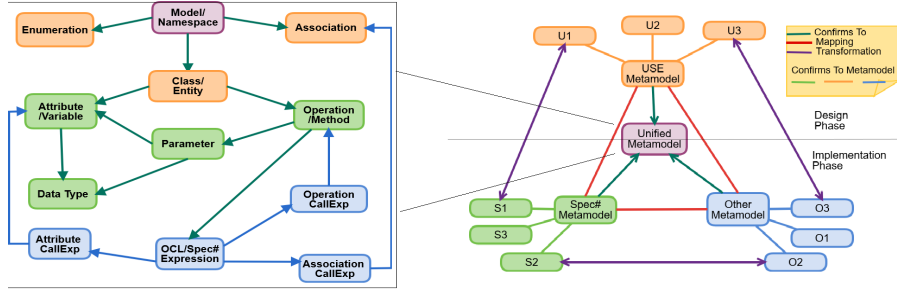 Model/
Namespace
Enumeration
Association
Class/
Entity
Attribute
/Variable
Operation
/Method
Parameter
Data Type
Operation
CallExp
Attribute
CallExp
OCL/Spec#
Expression
Association
CallExp
U1
U2
U3
USE
Metamodel
Unified
Metamodel
Spec#
Metamodel
Other
Metamodel
S1
S3
S2
O3
O1
O2
Confirms To
Mapping
Transformation
Confirms To Metamodel
Design
Phase
Implementation
Phase